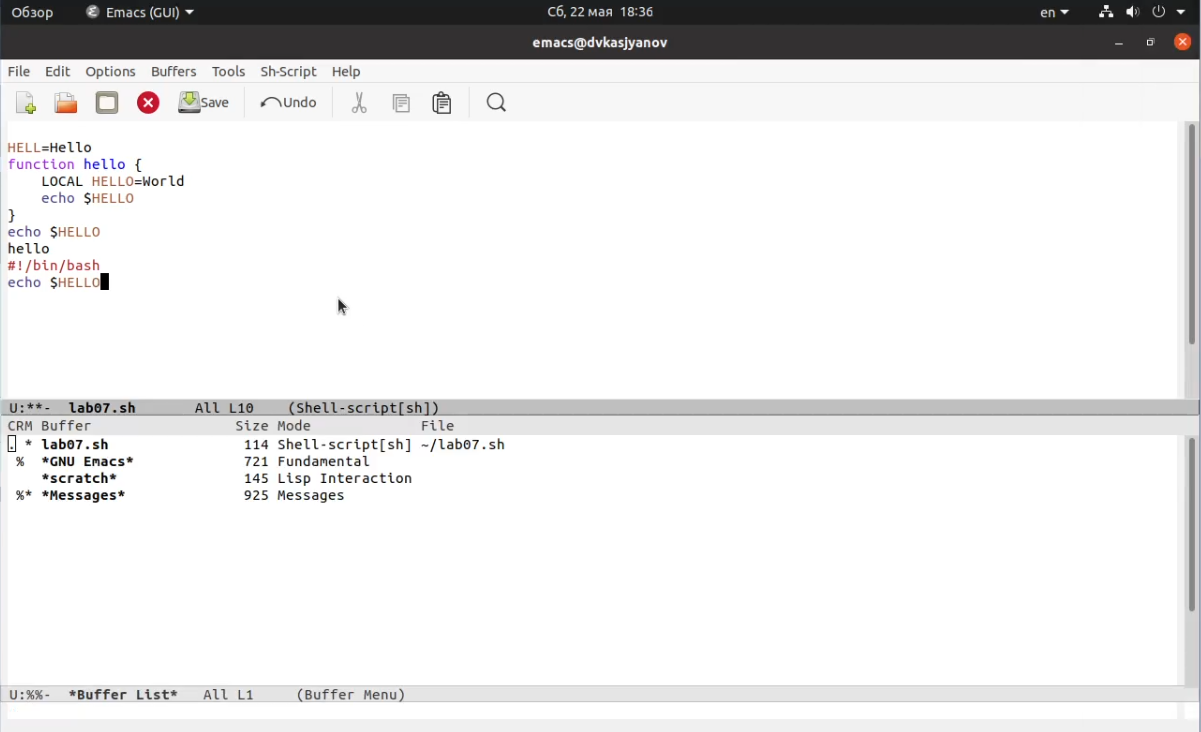 Обзор Emacs (GUI) Сб, 22 мая 18:36 en
emacs@dvkasjyanov
File Edit Options Buffers Tools Sh-Script Help
Save Undo
HELL=Hello
function hello {
    LOCAL HELLO=World
    echo $HELLO
}
echo $HELLO
hello
#!/bin/bash
echo $HELLO
U:**-  lab07.sh       All L10    (Shell-script[sh])
CRM Buffer                 Size Mode             File
. * lab07.sh                114 Shell-script[sh] ~/lab07.sh
 %  *GNU Emacs*             721 Fundamental
    *scratch*               145 Lisp Interaction
 %* *Messages*              925 Messages
U:%%-  *Buffer List*   All L1     (Buffer Menu)